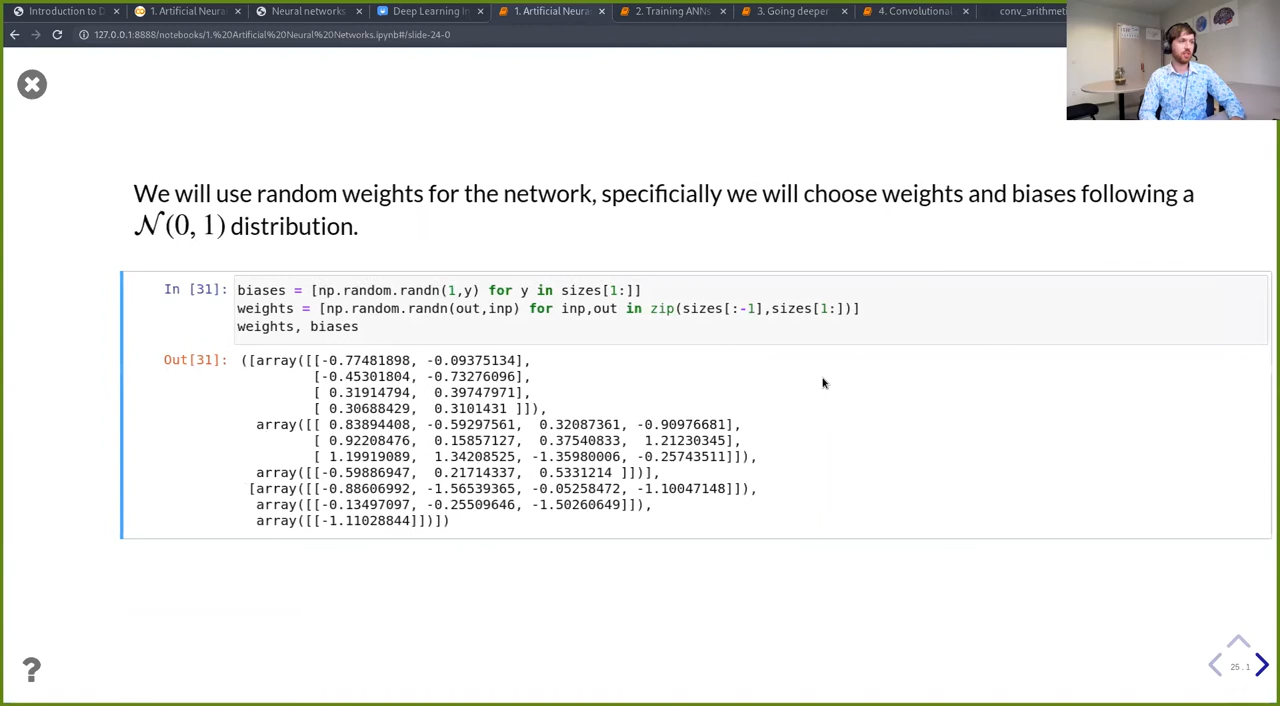 Introduction to D
1. Artificial Neura
Neural networks
Deep Learning In
1. Artificial Neura
2. Training ANNs
3. Going deeper
4. Convolutional
conv_arithmeti
127.0.0.1:8888/notebooks/1.%20Artificial%20Neural%20Networks.ipynb#/slide-24-0
We will use random weights for the network, specificially we will choose weights and biases following a
𝒩(0, 1) distribution.
In [31]: biases = [np.random.randn(1,y) for y in sizes[1:]]
weights = [np.random.randn(out,inp) for inp,out in zip(sizes[:-1],sizes[1:])]
weights, biases
Out[31]: ([array([[-0.77481898, -0.09375134],
[-0.45301804, -0.73276096],
[ 0.31914794,  0.39747971],
[ 0.30688429,  0.3101431 ]]),
array([[ 0.83894408, -0.59297561,  0.32087361, -0.90976681],
[ 0.92208476,  0.15857127,  0.37540833,  1.21230345],
[ 1.19919089,  1.34208525, -1.35980006, -0.25743511]]),
array([[-0.59886947,  0.21714337,  0.5331214 ]])],
[array([[-0.88606992, -1.56539365, -0.05258472, -1.10047148]]),
array([[-0.13497097, -0.25509646, -1.50260649]]),
array([[-1.11028844]])])
?
25.1